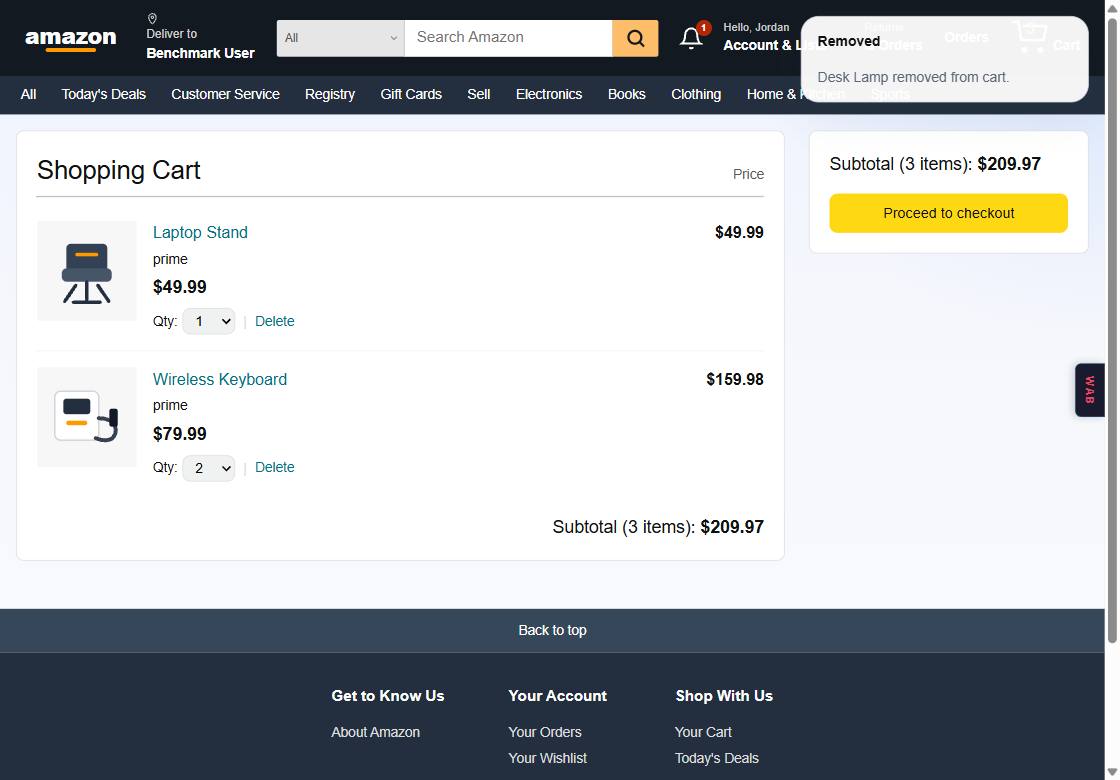 amazon
Deliver to
Benchmark User
All
Search Amazon
1
Hello, Jordan
Account &
Orders
Cart
Removed
Desk Lamp removed from cart.
All
Today's Deals
Customer Service
Registry
Gift Cards
Sell
Electronics
Books
Clothing
Home & Kitchen
Sports
Shopping Cart
Price
Laptop Stand
$49.99
prime
$49.99
Qty: 1 | Delete
Wireless Keyboard
$159.98
prime
$79.99
Qty: 2 | Delete
Subtotal (3 items): $209.97
Subtotal (3 items): $209.97
Proceed to checkout
WAB
Back to top
Get to Know Us
About Amazon
Your Account
Your Orders
Your Wishlist
Shop With Us
Your Cart
Today's Deals